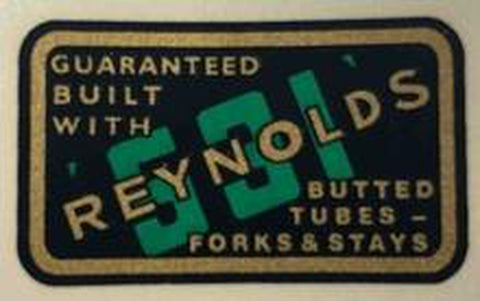 GUARANTEED
BUILT
WITH
'531'
REYNOLDS
BUTTED
TUBES –
FORKS & STAYS